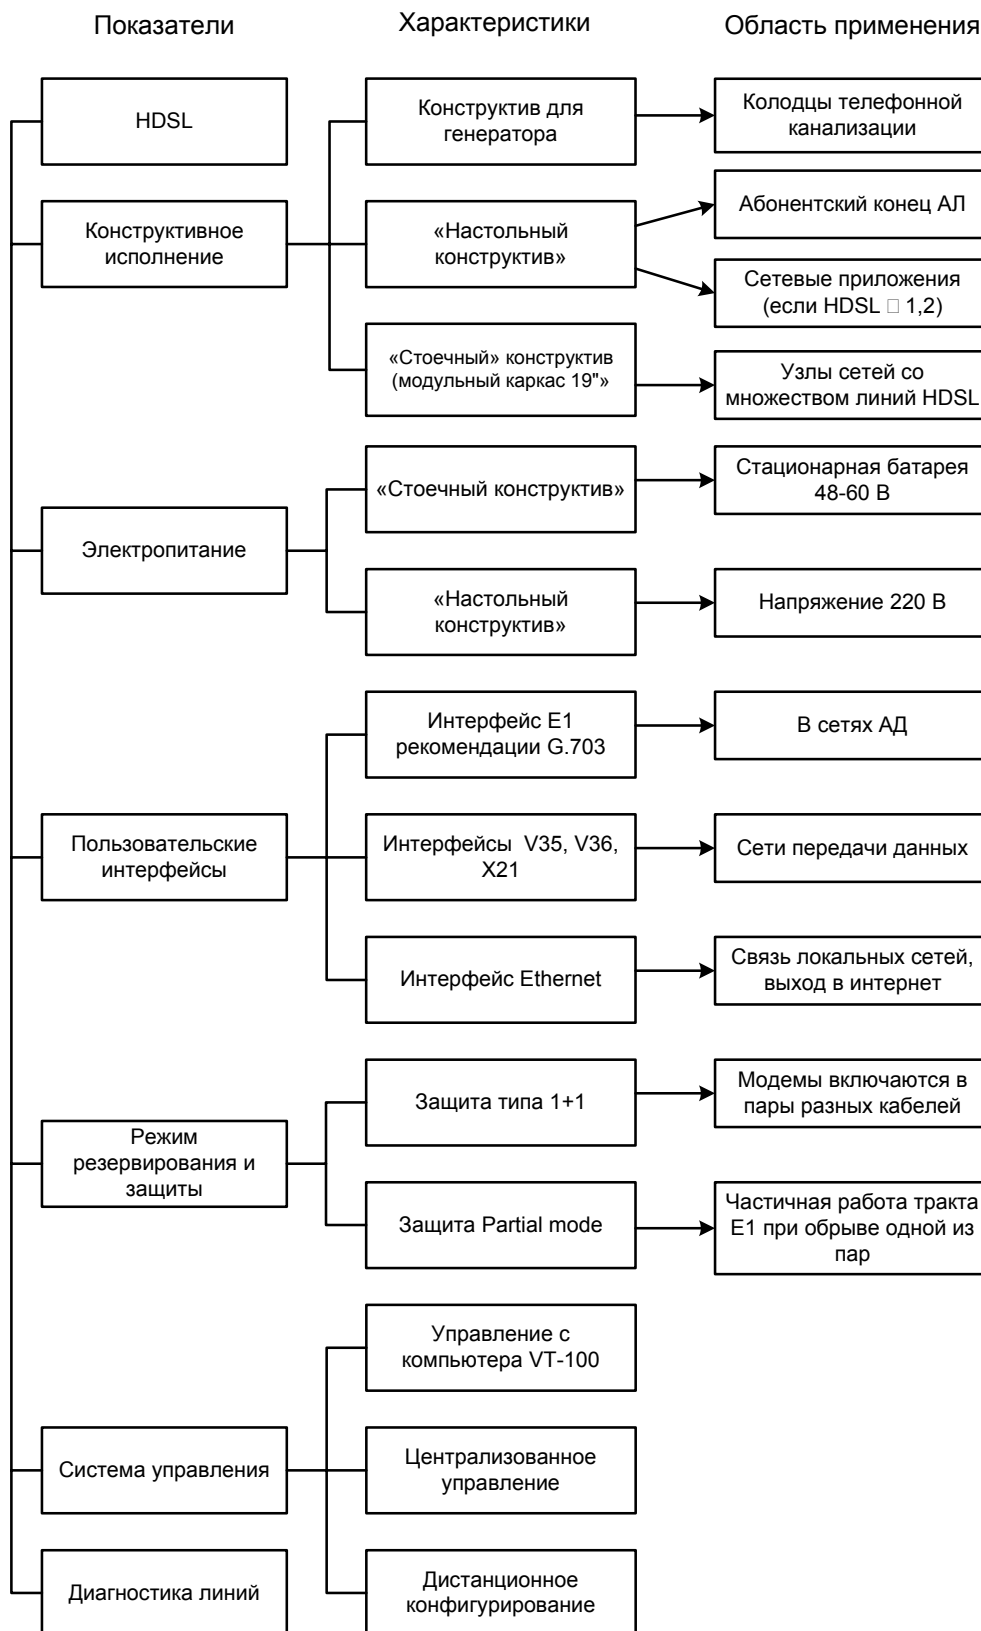 Показатели
Характеристики
Область применения
HDSL
Конструктив для
генератора
Колодцы телефонной
канализации
Конструктивное
исполнение
«Настольный
конструктив»
Абонентский конец АЛ
Сетевые приложения
(если HDSL □ 1,2)
«Стоечный» конструктив
(модульный каркас 19"»
Узлы сетей со
множеством линий HDSL
Электропитание
«Стоечный конструктив»
Стационарная батарея
48-60 В
«Настольный
конструктив»
Напряжение 220 В
Пользовательские
интерфейсы
Интерфейс Е1
рекомендации G.703
В сетях АД
Интерфейсы V35, V36,
X21
Сети передачи данных
Интерфейс Ethernet
Связь локальных сетей,
выход в интернет
Режим
резервирования и
защиты
Защита типа 1+1
Модемы включаются в
пары разных кабелей
Защита Partial mode
Частичная работа тракта
Е1 при обрыве одной из
пар
Система управления
Управление с
компьютера VT-100
Централизованное
управление
Дистанционное
конфигурирование
Диагностика линий